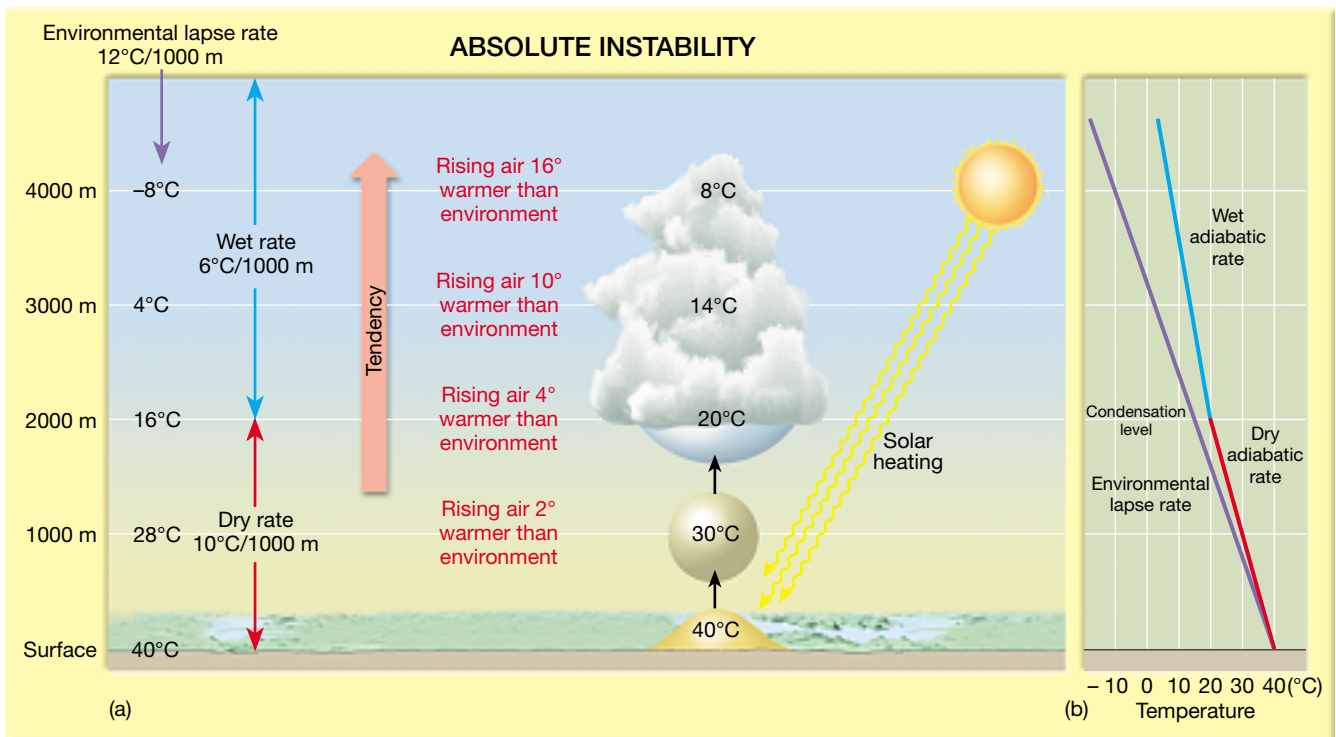 Environmental lapse rate
12°C/1000 m
ABSOLUTE INSTABILITY
4000 m
–8°C
Rising air 16°
warmer than
environment
8°C
Wet rate
6°C/1000 m
3000 m
4°C
Rising air 10°
warmer than
environment
14°C
Tendency
2000 m
16°C
Rising air 4°
warmer than
environment
20°C
Solar
heating
1000 m
28°C
Dry rate
10°C/1000 m
Rising air 2°
warmer than
environment
30°C
40°C
Surface
40°C
(a)
Wet
adiabatic
rate
Condensation
level
Dry
adiabatic
rate
Environmental
lapse rate
– 10 0 10 20 30 40(°C)
Temperature
(b)